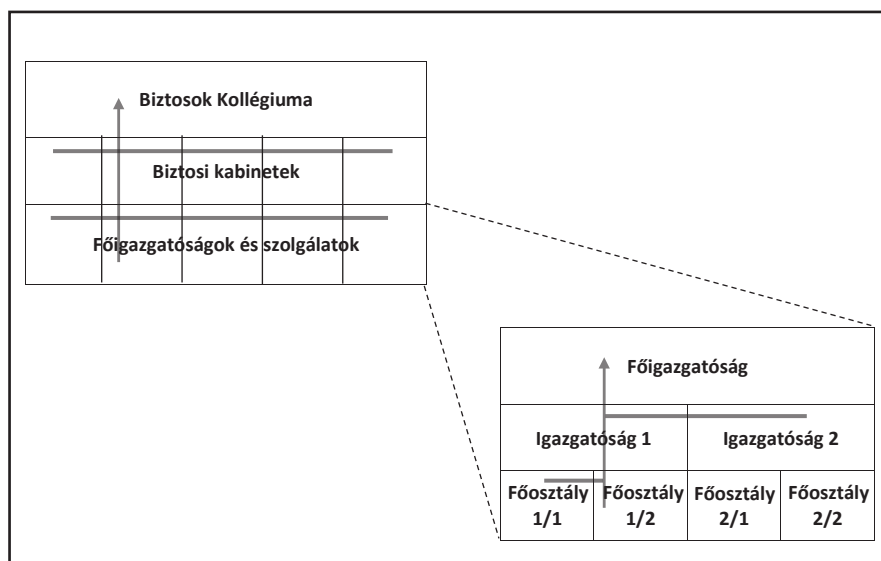 Biztosok Kollégiuma
Biztosi kabinetek
Főigazgatóságok és szolgálatok
Főigazgatóság
Igazgatóság 1
Igazgatóság 2
Főosztály
1/1
Főosztály
1/2
Főosztály
2/1
Főosztály
2/2